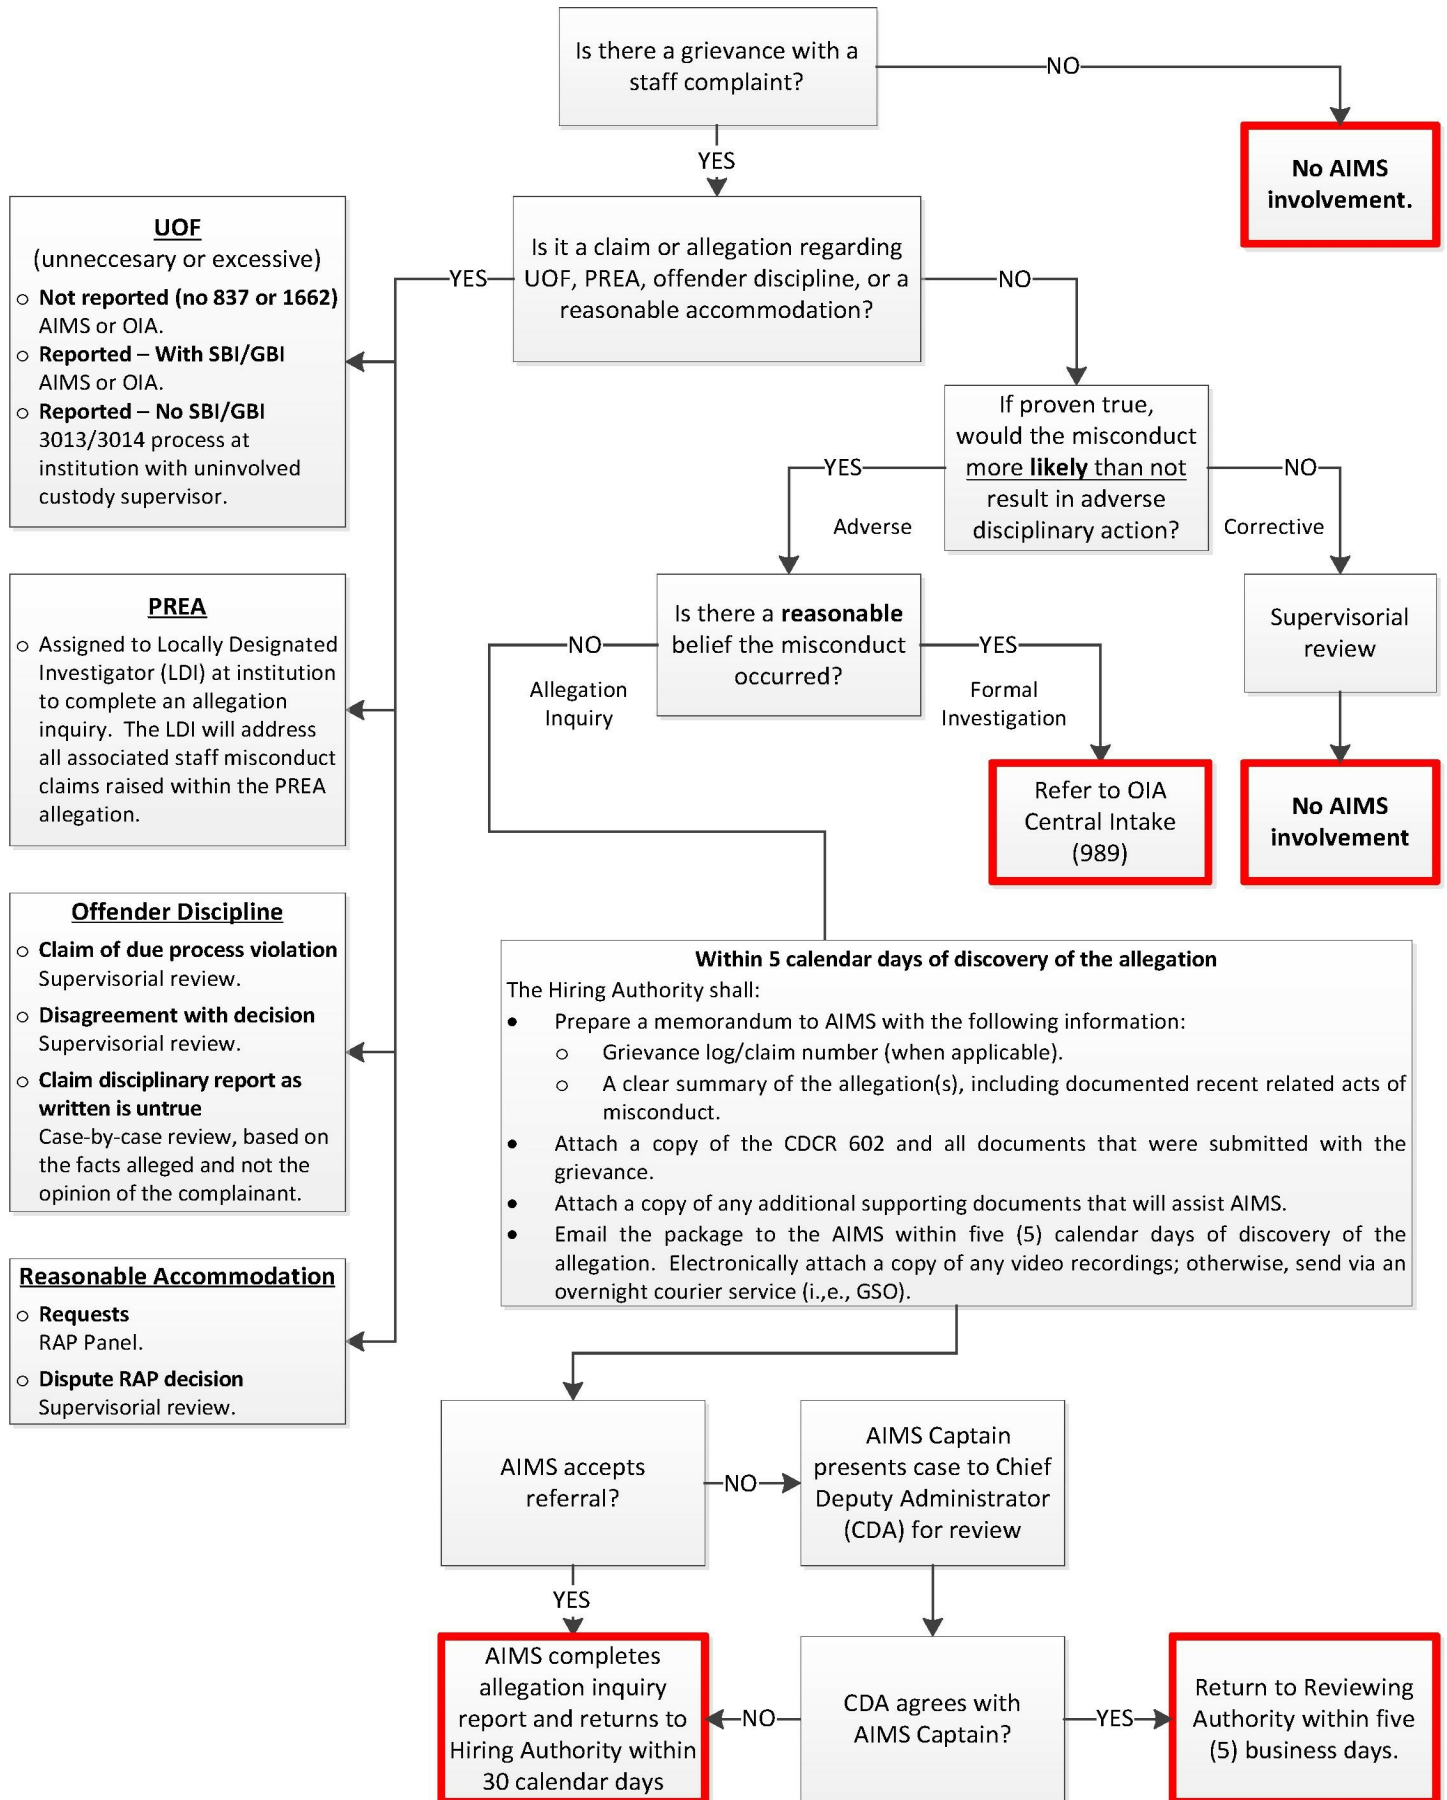 Is there a grievance with a
staff complaint?
NO
YES
No AIMS
involvement.
UOF
(unneccesary or excessive)
o Not reported (no 837 or 1662)
AIMS or OIA.
o Reported – With SBI/GBI
AIMS or OIA.
o Reported – No SBI/GBI
3013/3014 process at
institution with uninvolved
custody supervisor.
YES
Is it a claim or allegation regarding
UOF, PREA, offender discipline, or a
reasonable accommodation?
NO
If proven true,
would the misconduct
more likely than not
result in adverse
disciplinary action?
YES
Adverse
NO
Corrective
PREA
o Assigned to Locally Designated
Investigator (LDI) at institution
to complete an allegation
inquiry. The LDI will address
all associated staff misconduct
claims raised within the PREA
allegation.
Is there a reasonable
belief the misconduct
occurred?
NO
Allegation
Inquiry
YES
Formal
Investigation
Supervisorial
review
Refer to OIA
Central Intake
(989)
No AIMS
involvement
Offender Discipline
o Claim of due process violation
Supervisorial review.
o Disagreement with decision
Supervisorial review.
o Claim disciplinary report as
written is untrue
Case-by-case review, based on
the facts alleged and not the
opinion of the complainant.
Within 5 calendar days of discovery of the allegation
The Hiring Authority shall:
• Prepare a memorandum to AIMS with the following information:
o Grievance log/claim number (when applicable).
o A clear summary of the allegation(s), including documented recent related acts of
misconduct.
• Attach a copy of the CDCR 602 and all documents that were submitted with the
grievance.
• Attach a copy of any additional supporting documents that will assist AIMS.
• Email the package to the AIMS within five (5) calendar days of discovery of the
allegation. Electronically attach a copy of any video recordings; otherwise, send via an
overnight courier service (i.,e., GSO).
Reasonable Accommodation
o Requests
RAP Panel.
o Dispute RAP decision
Supervisorial review.
AIMS accepts
referral?
NO
AIMS Captain
presents case to Chief
Deputy Administrator
(CDA) for review
YES
AIMS completes
allegation inquiry
report and returns to
Hiring Authority within
30 calendar days
NO
CDA agrees with
AIMS Captain?
YES
Return to Reviewing
Authority within five
(5) business days.